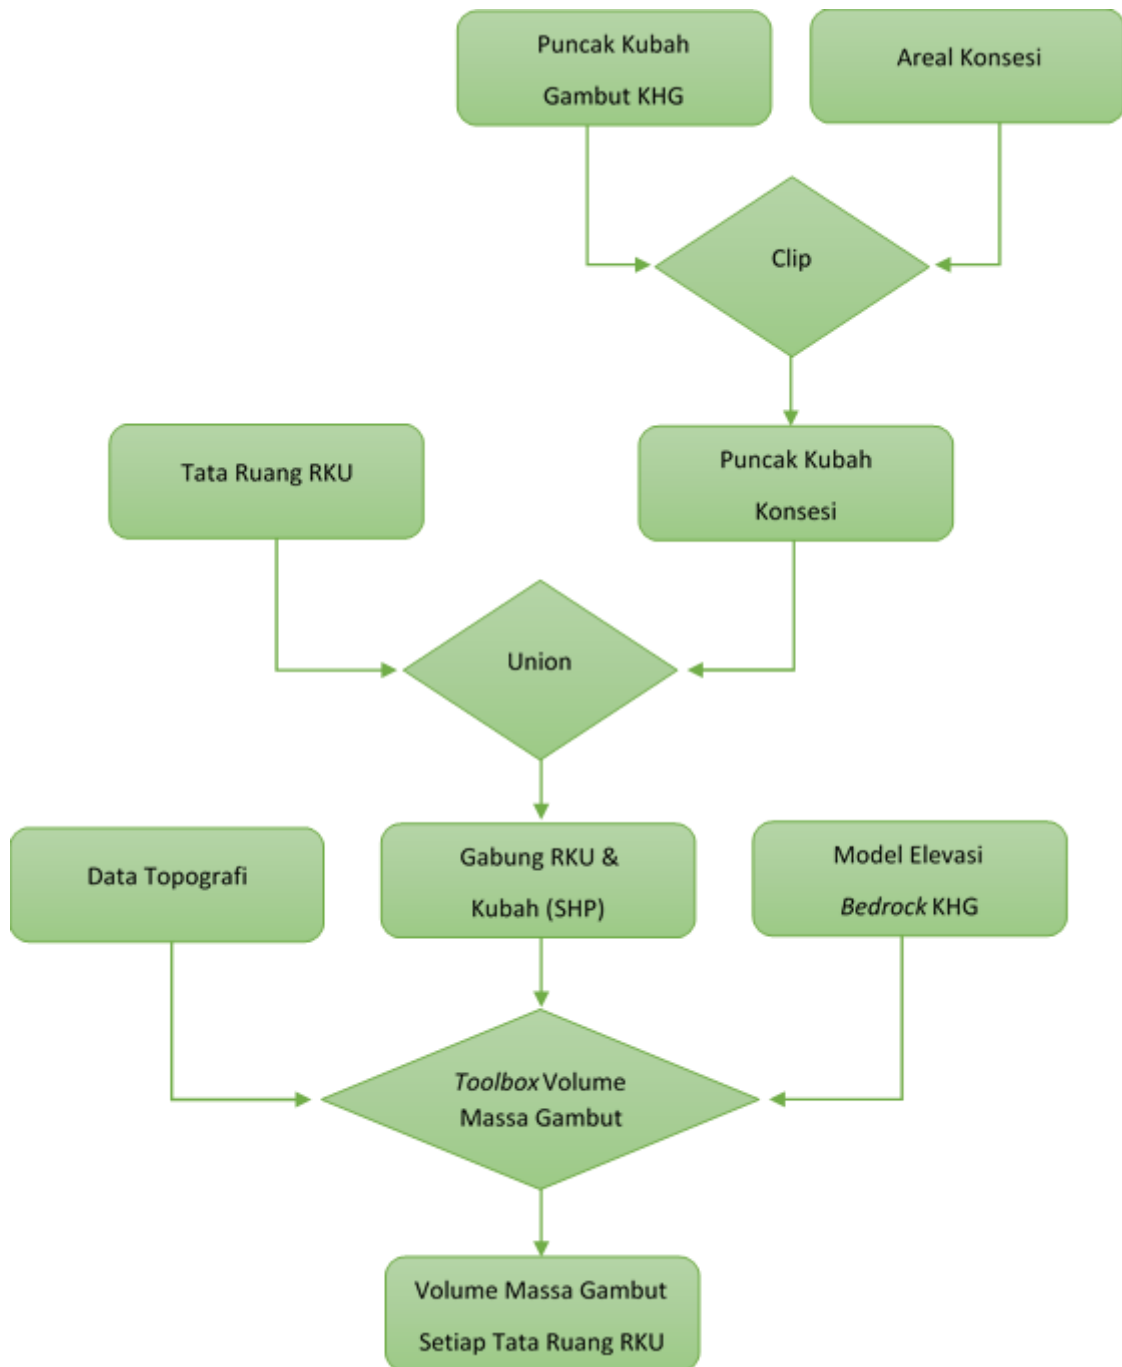 Puncak Kubah
Gambut KHG
Areal Konsesi
Clip
Tata Ruang RKU
Puncak Kubah
Konsesi
Union
Data Topografi
Gabung RKU &
Kubah (SHP)
Model Elevasi
Bedrock KHG
Toolbox Volume
Massa Gambut
Volume Massa Gambut
Setiap Tata Ruang RKU